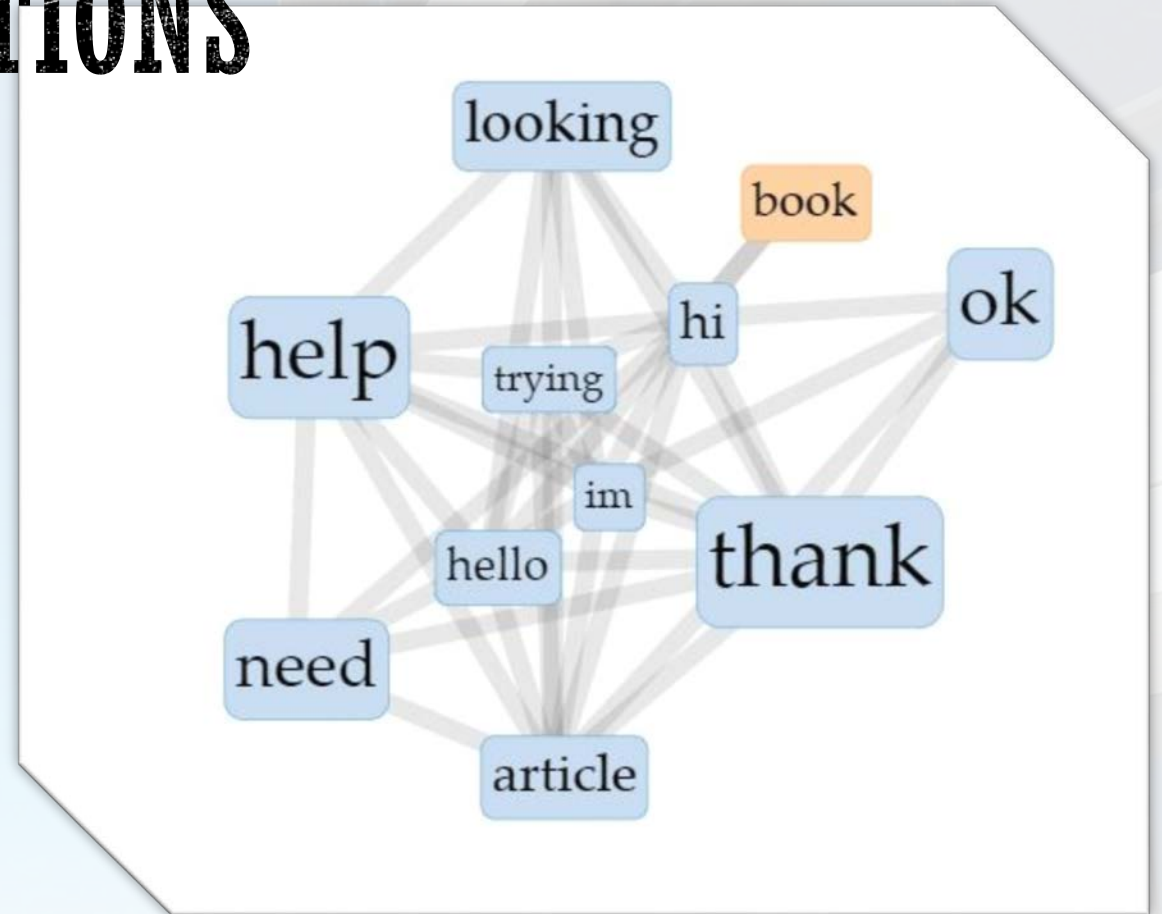 TIONS
looking
book
ok
hi
help
trying
im
hello
thank
need
article